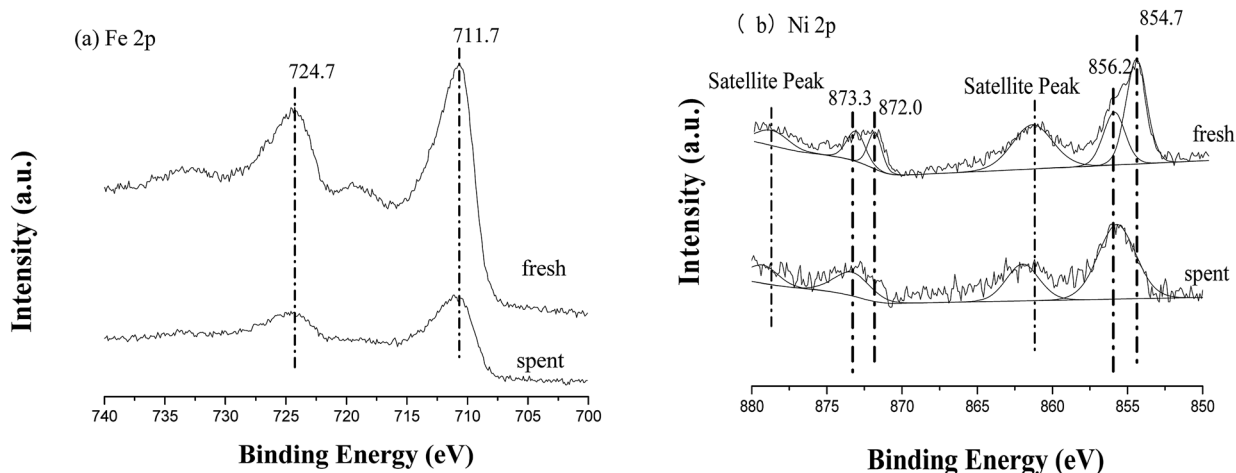 (a) Fe 2p
711.7
724.7
fresh
spent
740 735 730 725 720 715 710 705 700
Binding Energy (eV)
Intensity (a.u.)
( b) Ni 2p
854.7
856.2
Satellite Peak
873.3
872.0
Satellite Peak
fresh
spent
880 875 870 865 860 855 850
Binding Energy (eV)
Intensity (a.u.)